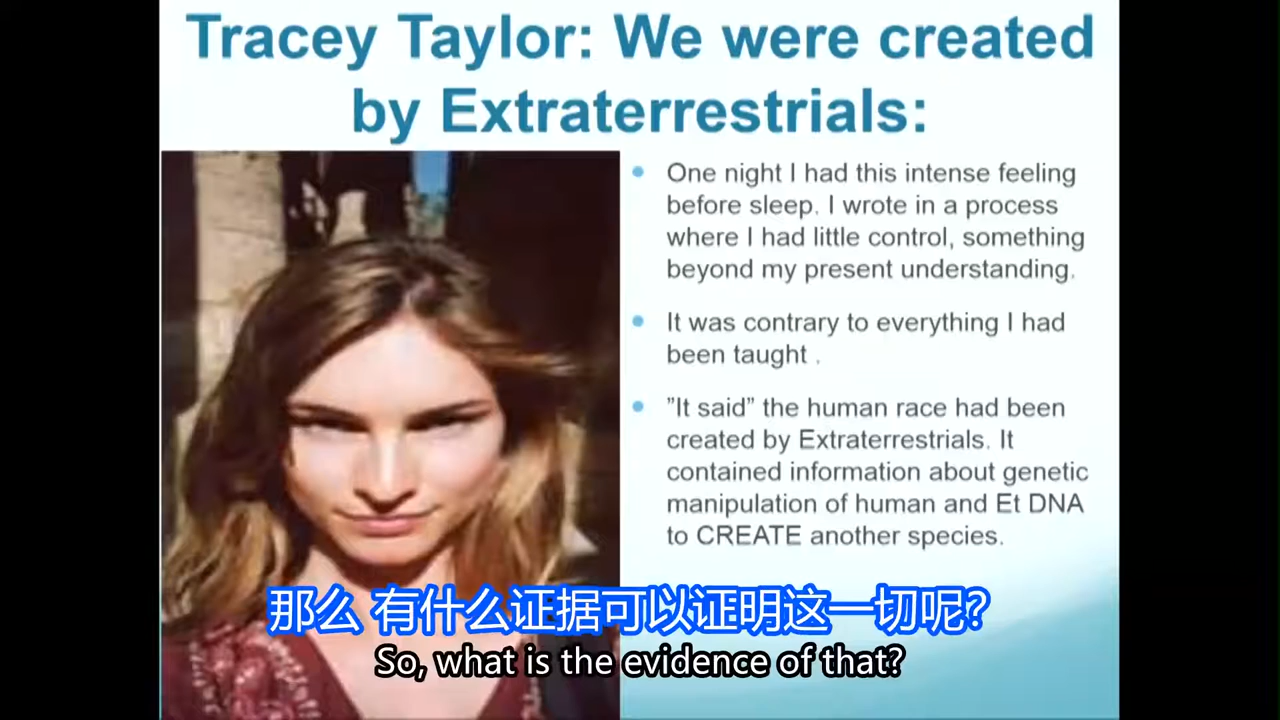 Tracey Taylor: We were created
by Extraterrestrials:
One night I had this intense feeling
before sleep. I wrote in a process
where I had little control, something
beyond my present understanding.
It was contrary to everything I had
been taught .
”It said” the human race had been
created by Extraterrestrials. It
contained information about genetic
manipulation of human and Et DNA
to CREATE another species.
那么 有什么证据可以证明这一切呢?
So, what is the evidence of that?